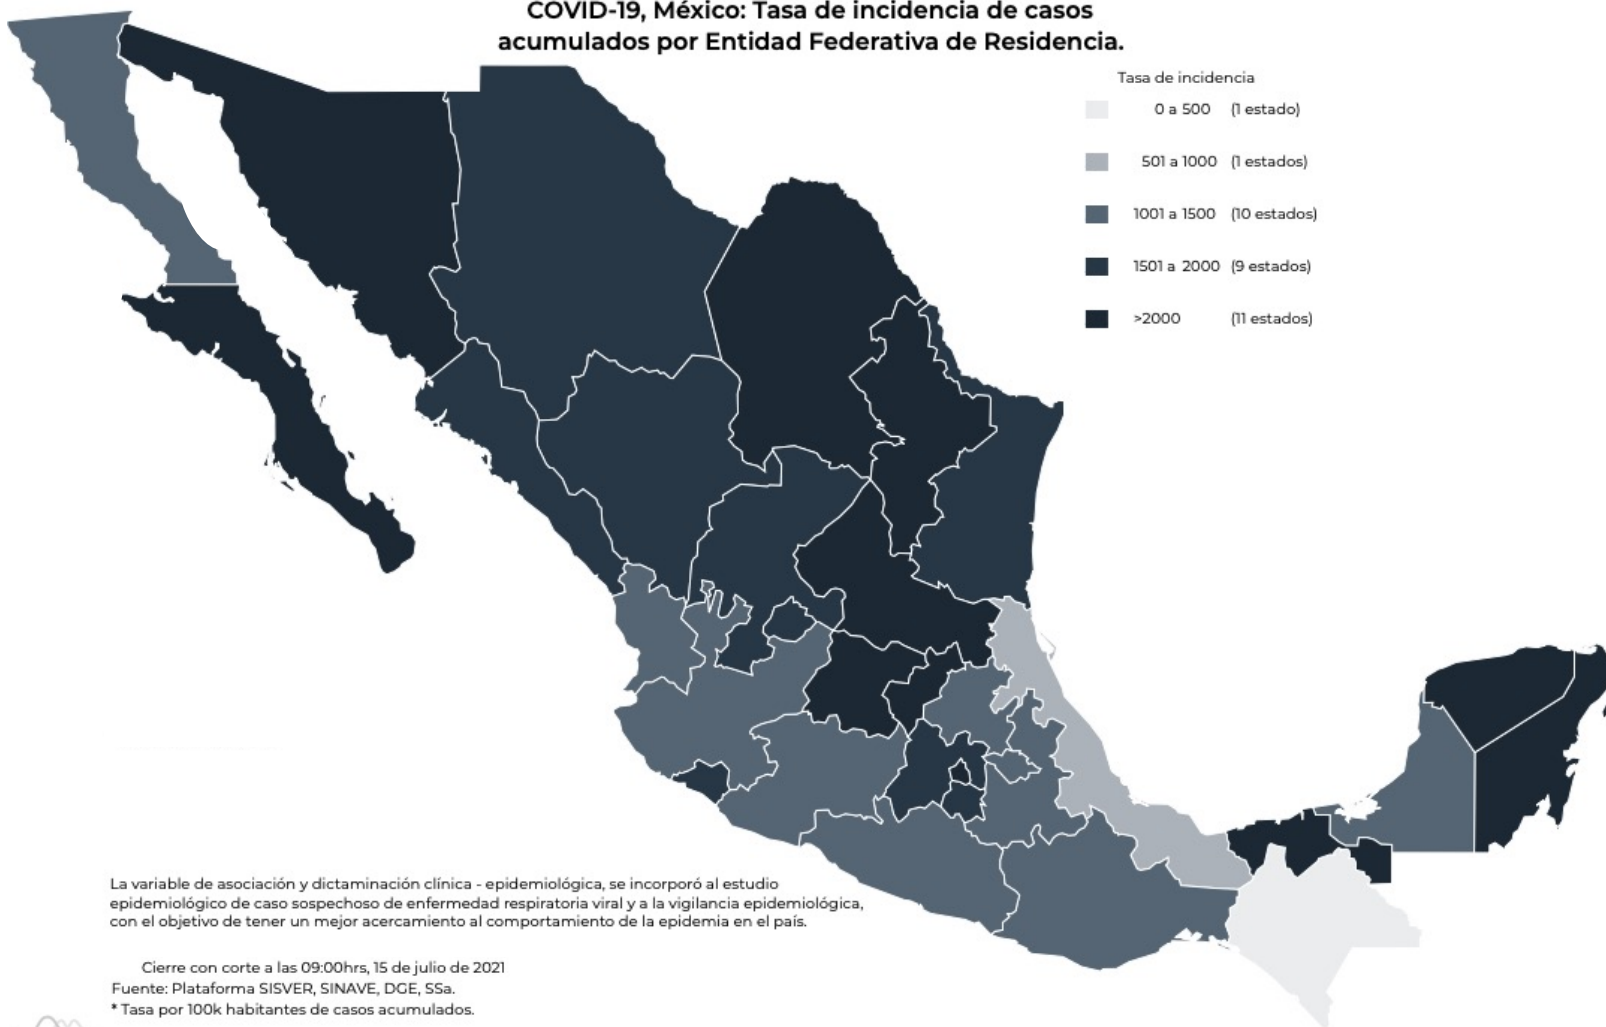 COVID-19, México: Tasa de incidencia de casos
acumulados por Entidad Federativa de Residencia.
Tasa de incidencia
0 a 500 (1 estado)
501 a 1000 (1 estados)
1001 a 1500 (10 estados)
1501 a 2000 (9 estados)
>2000 (11 estados)
La variable de asociación y dictaminación clínica - epidemiológica, se incorporó al estudio
epidemiológico de caso sospechoso de enfermedad respiratoria viral y a la vigilancia epidemiológica,
con el objetivo de tener un mejor acercamiento al comportamiento de la epidemia en el país.
Cierre con corte a las 09:00hrs, 15 de julio de 2021
Fuente: Plataforma SISVER, SINAVE, DGE, SSa.
* Tasa por 100k habitantes de casos acumulados.